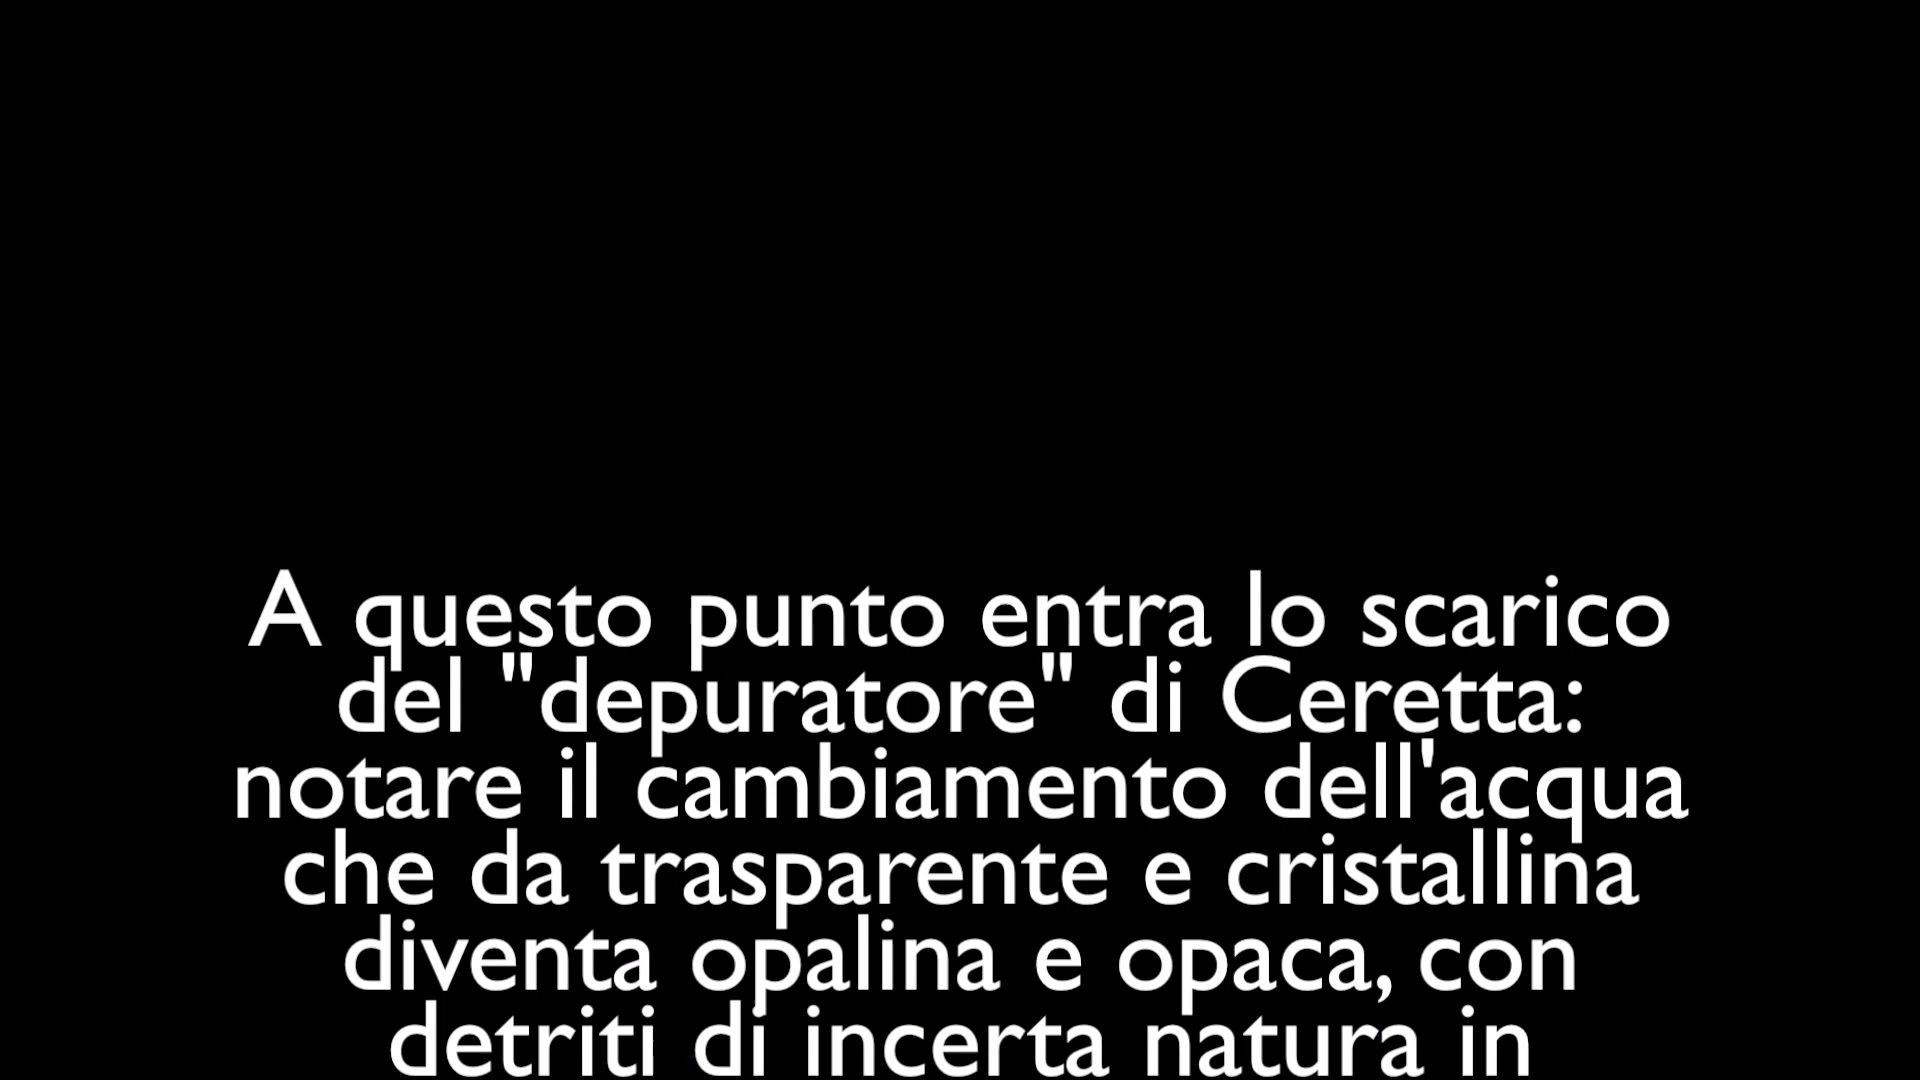 A questo punto entra lo scarico
del "depuratore" di Ceretta:
notare il cambiamento dell'acqua
che da trasparente e cristallina
diventa opalina e opaca, con
detriti di incerta natura in